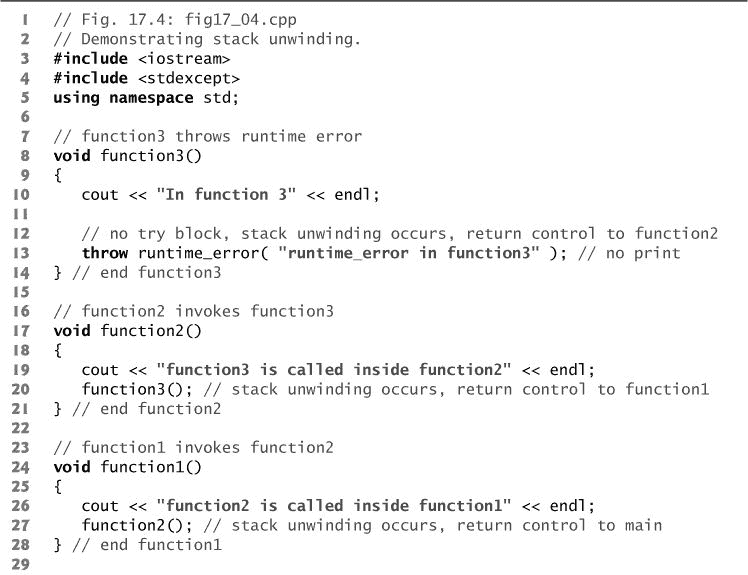 1 // Fig. 17.4: fig17_04.cpp
2 // Demonstrating stack unwinding.
3 #include <iostream>
4 #include <stdexcept>
5 using namespace std;
6
7 // function3 throws runtime error
8 void function3()
9 {
10 cout << "In function 3" << endl;
11
12 // no try block, stack unwinding occurs, return control to function2
13 throw runtime_error( "runtime_error in function3" ); // no print
14 } // end function3
15
16 // function2 invokes function3
17 void function2()
18 {
19 cout << "function3 is called inside function2" << endl;
20 function3(); // stack unwinding occurs, return control to function1
21 } // end function2
22
23 // function1 invokes function2
24 void function1()
25 {
26 cout << "function2 is called inside function1" << endl;
27 function2(); // stack unwinding occurs, return control to main
28 } // end function1
29